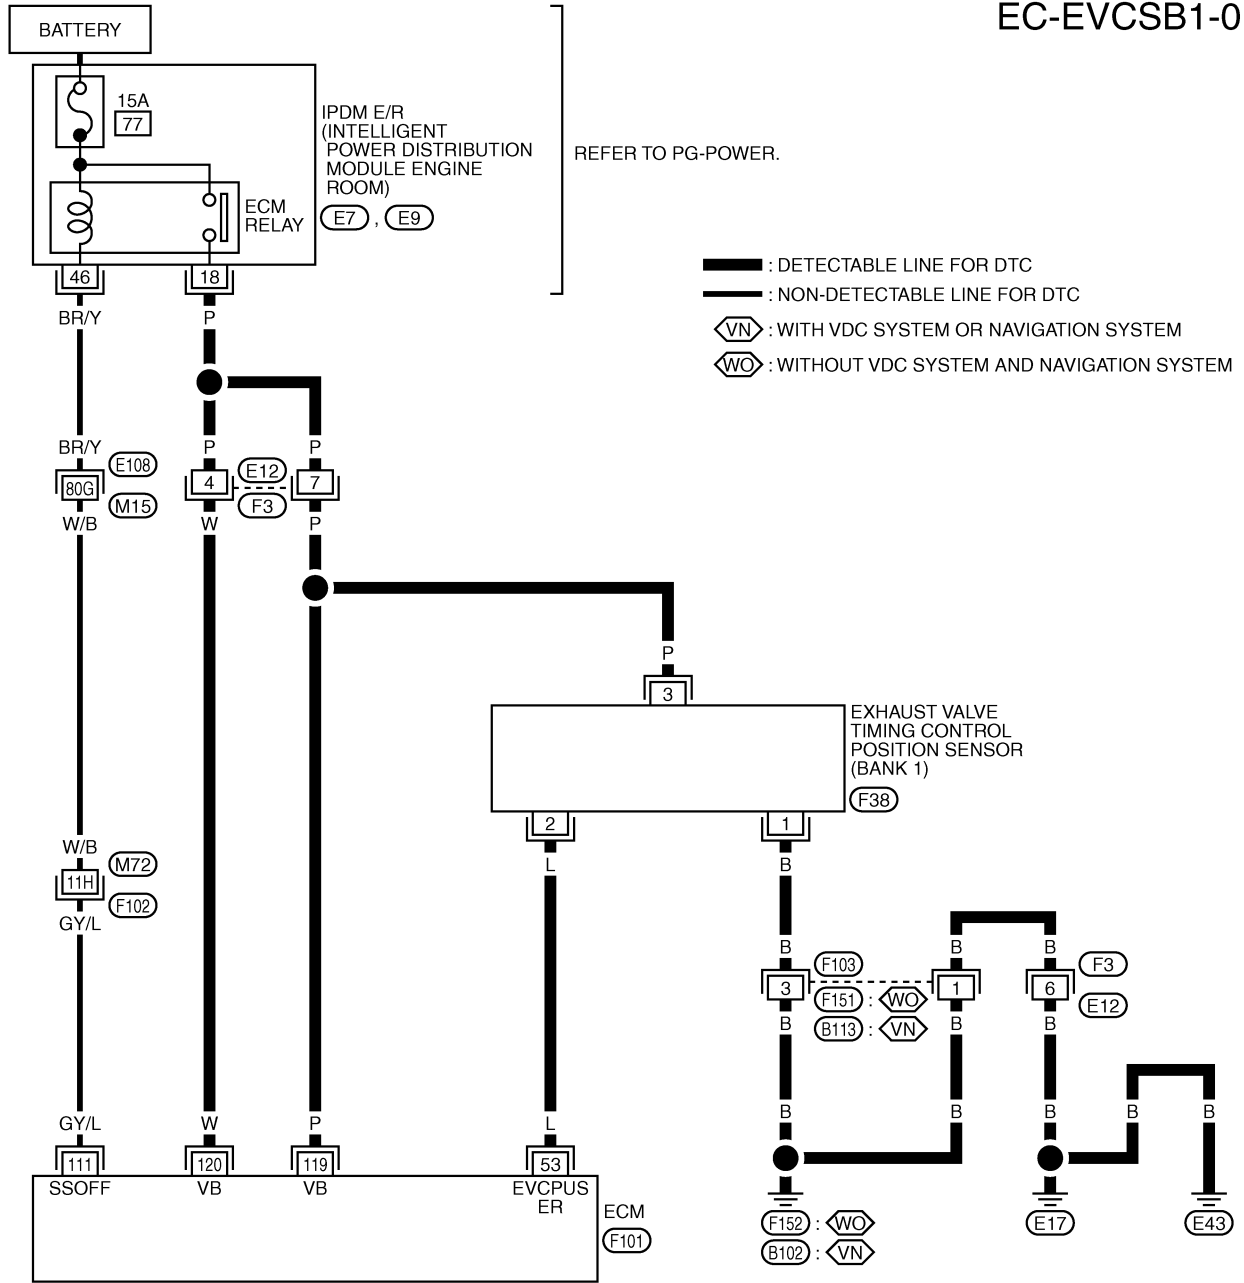 EC-EVCSB1-0
BATTERY
15A
77
IPDM E/R
(INTELLIGENT
POWER DISTRIBUTION
MODULE ENGINE
ROOM)
E7 , E9
REFER TO PG-POWER.
ECM
RELAY
46 18
: DETECTABLE LINE FOR DTC
: NON-DETECTABLE LINE FOR DTC
VN : WITH VDC SYSTEM OR NAVIGATION SYSTEM
WO : WITHOUT VDC SYSTEM AND NAVIGATION SYSTEM
BR/Y P
BR/Y P P
E108
80G 4 E12 7
M15 F3
W/B W P
P
3
EXHAUST VALVE
TIMING CONTROL
POSITION SENSOR
(BANK 1)
F38
2 1
L B
W/B
M72
11H
F102
GY/L
B B B
F103 F3
3 1 6
F151 : WO
E12
B113 : VN
B B B
GY/L W P L B B B B B
111 120 119 53
SSOFF VB VB EVCPUS
ER
ECM
F101
F152 : WO E17 E43
B102 : VN